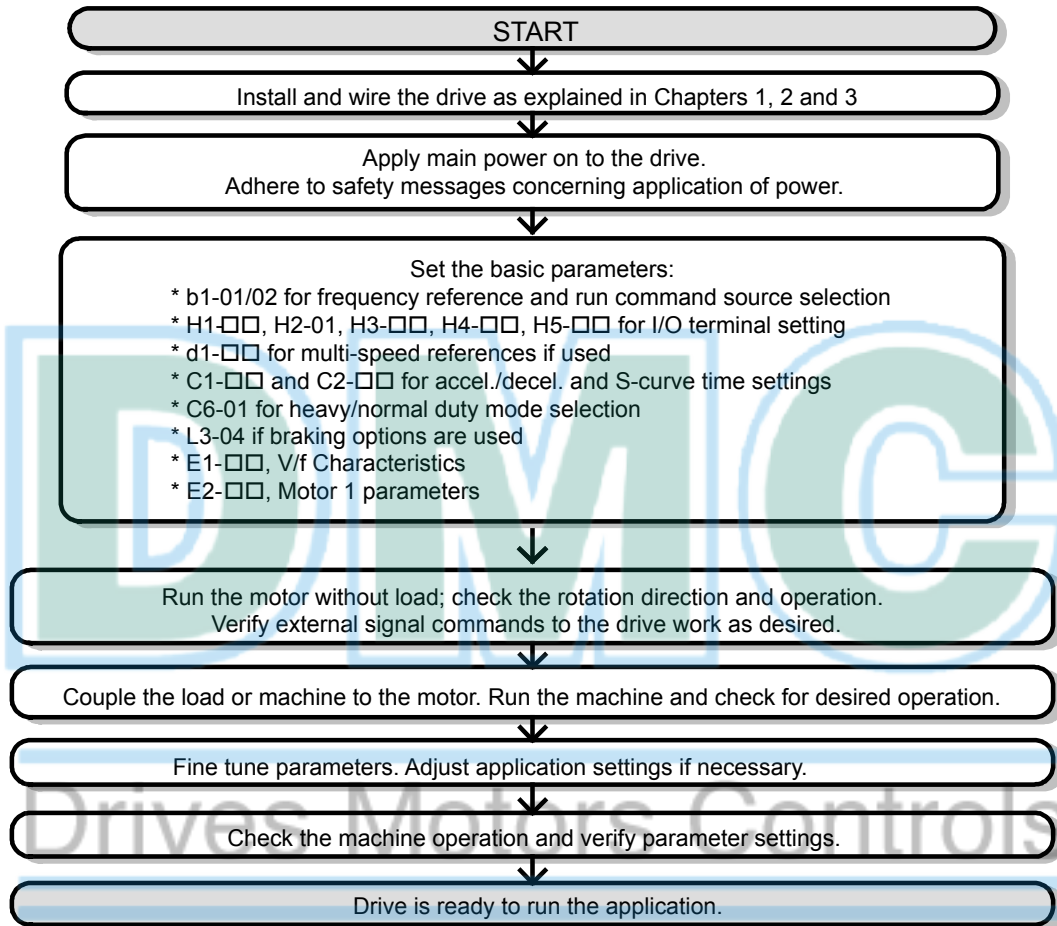 START
Install and wire the drive as explained in Chapters 1, 2 and 3
Apply main power on to the drive.
Adhere to safety messages concerning application of power.
Set the basic parameters:
* b1-01/02 for frequency reference and run command source selection
* H1-□□, H2-01, H3-□□, H4-□□, H5-□□ for I/O terminal setting
* d1-□□ for multi-speed references if used
* C1-□□ and C2-□□ for accel./decel. and S-curve time settings
* C6-01 for heavy/normal duty mode selection
* L3-04 if braking options are used
* E1-□□, V/f Characteristics
* E2-□□, Motor 1 parameters
DMC
Run the motor without load; check the rotation direction and operation.
Verify external signal commands to the drive work as desired.
Couple the load or machine to the motor. Run the machine and check for desired operation.
Fine tune parameters. Adjust application settings if necessary.
Drives Motors Controls
Check the machine operation and verify parameter settings.
Drive is ready to run the application.